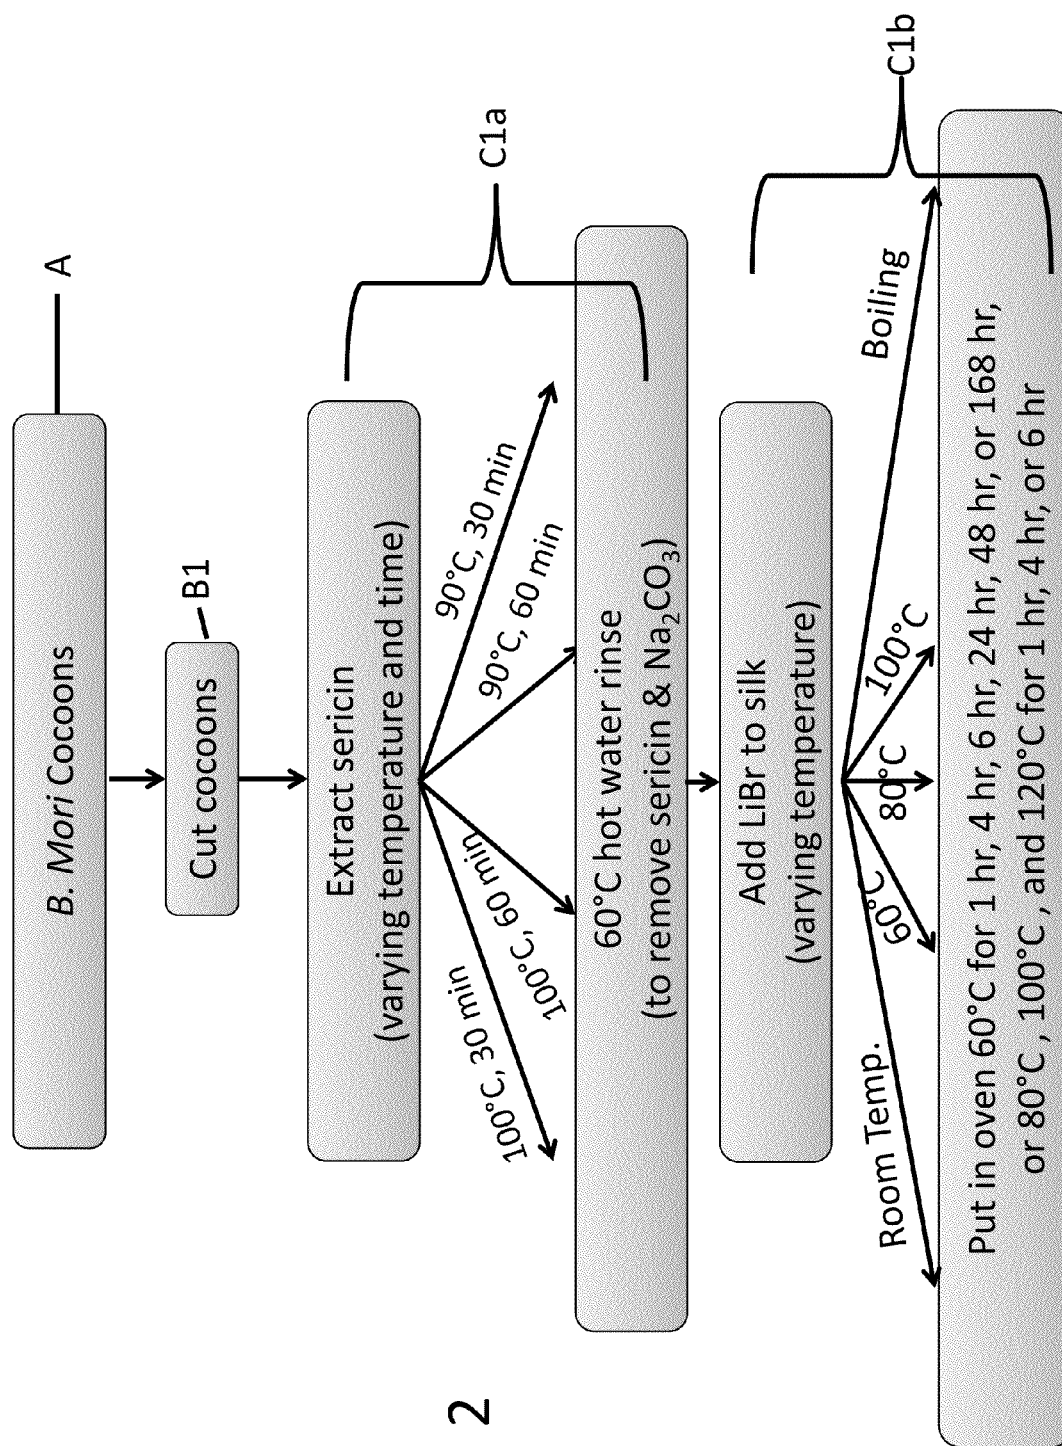 B. Mori Cocoons
A
Cut cocoons
B1
Extract sericin
(varying temperature and time)
C1a
100°C, 30 min
100°C, 60 min
90°C, 60 min
90°C, 30 min
60°C hot water rinse
(to remove sericin & Na₂CO₃)
Add LiBr to silk
(varying temperature)
C1b
Room Temp.
60°C
80°C
100°C
Boiling
Put in oven 60°C for 1 hr, 4 hr, 6 hr, 24 hr, 48 hr, or 168 hr,
or 80°C , 100°C , and 120°C for 1 hr, 4 hr, or 6 hr
2